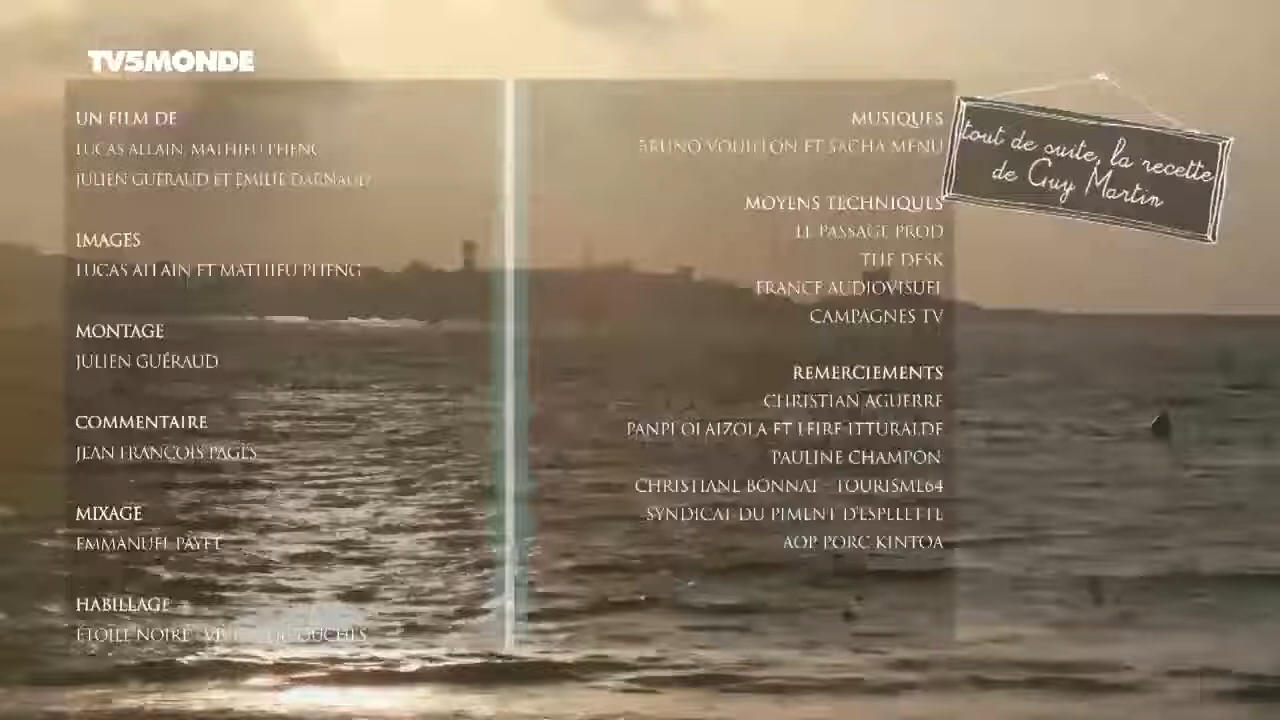 TV5MONDE
UN FILM DE
LUCAS ALLAIN, MATHIEU PHENG
JULIEN GUÉRAUD ET EMILIE DARNAUD
IMAGES
LUCAS ALLAIN ET MATHIEU PHENG
MONTAGE
JULIEN GUÉRAUD
COMMENTAIRE
JEAN FRANÇOIS PAGÈS
MIXAGE
EMMANUEL PAYET
HABILLAGE
ÉTOILE NOIRE
MUSIQUES
BRUNO VOUILLON ET SACHA MENU
MOYENS TECHNIQUES
LE PASSAGE PROD
THE DESK
FRANCE AUDIOVISUEL
CAMPAGNES TV
REMERCIEMENTS
CHRISTIAN AGUERRE
PANPI OLAIZOLA ET LEIRE ITTURALDE
PAULINE CHAMPON
CHRISTIANE BONNAT - TOURISME64
SYNDICAT DU PIMENT D'ESPELETTE
AOP PORC KINTOA
tout de suite, la recette
de Guy Martin